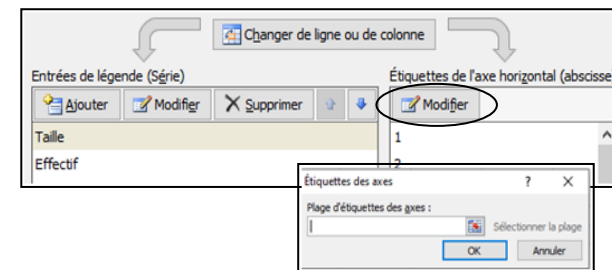 Changer de ligne ou de colonne
Entrées de légende (Série)
Étiquettes de l'axe horizontal (abscisse
Ajouter Modifier Supprimer
Modifier
Taille
1
Effectif
2
Étiquettes des axes ? X
Plage d'étiquettes des axes :
Sélectionner la plage
OK Annuler